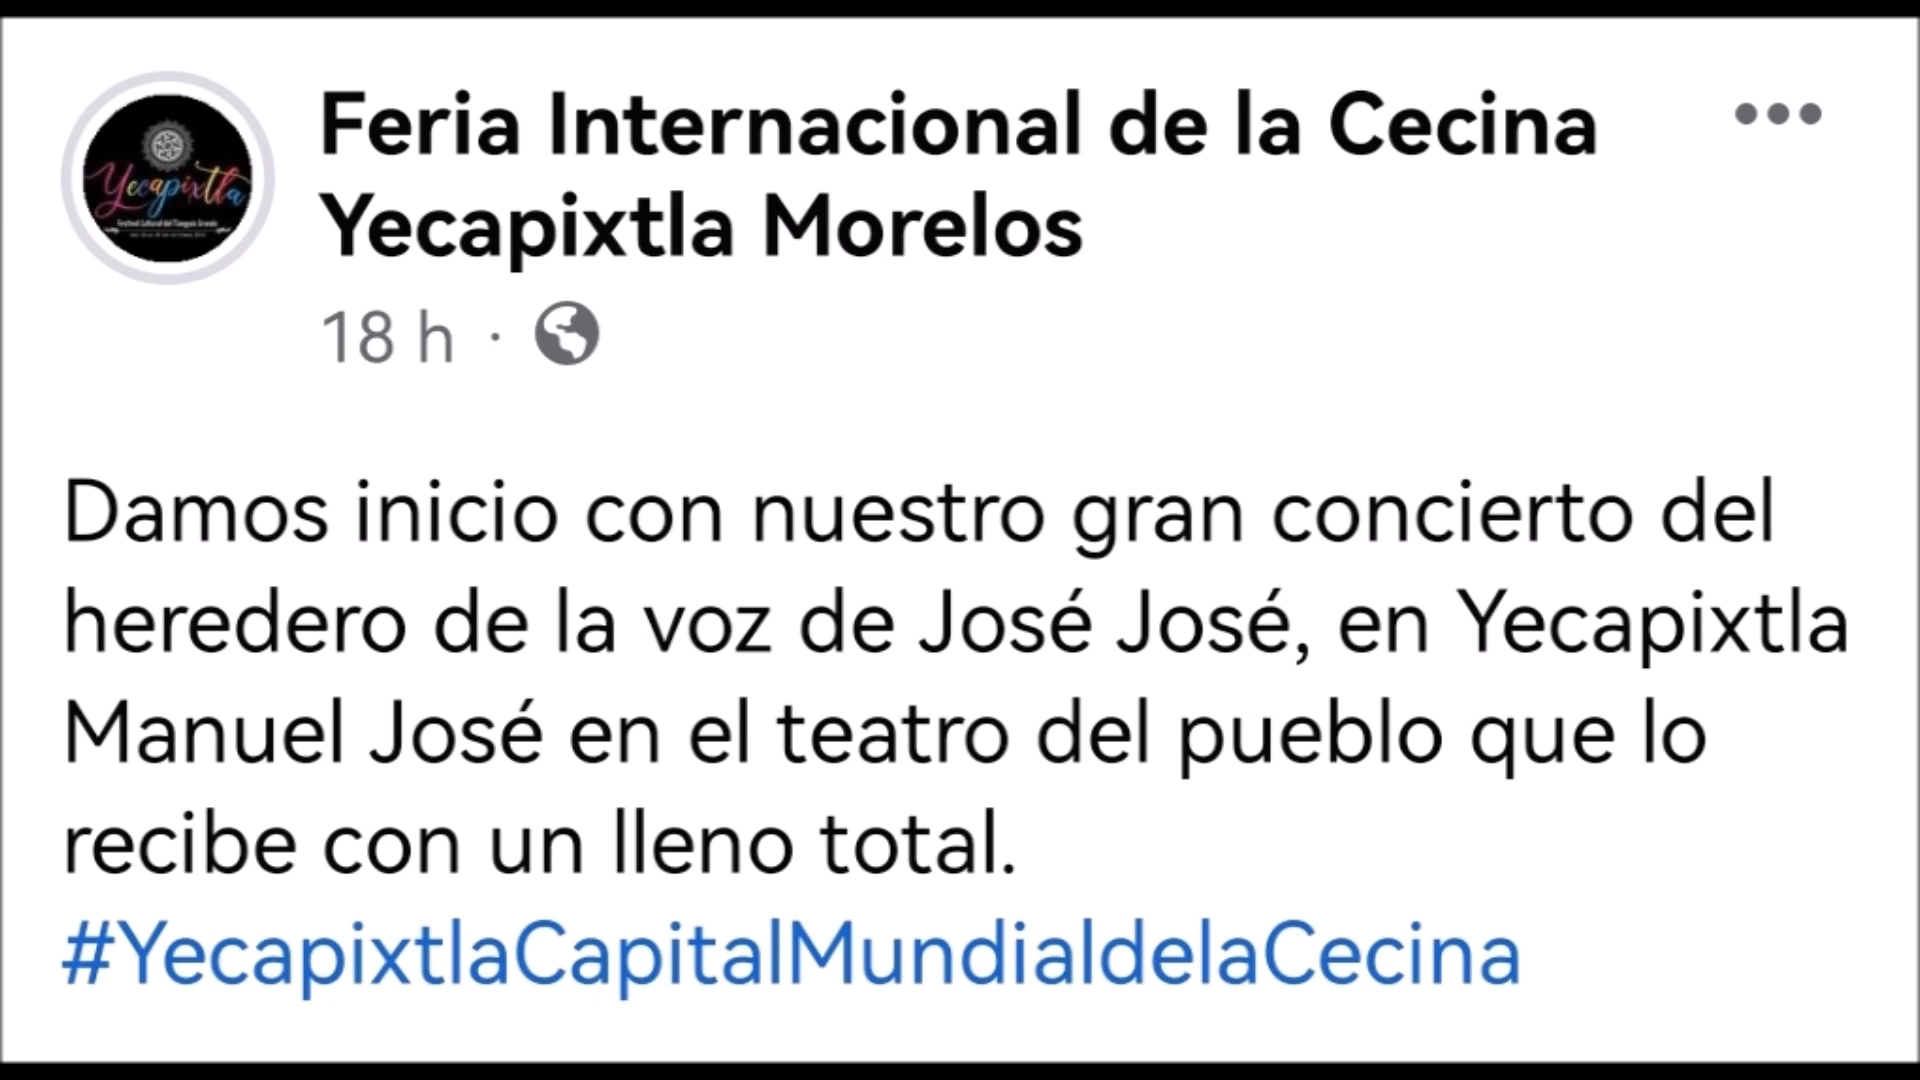 Feria Internacional de la Cecina
Yecapixtla Morelos
18 h ·
Yecapixtla
Damos inicio con nuestro gran concierto del
heredero de la voz de José José, en Yecapixtla
Manuel José en el teatro del pueblo que lo
recibe con un lleno total.
#YecapixtlaCapitalMundialdelaCecina